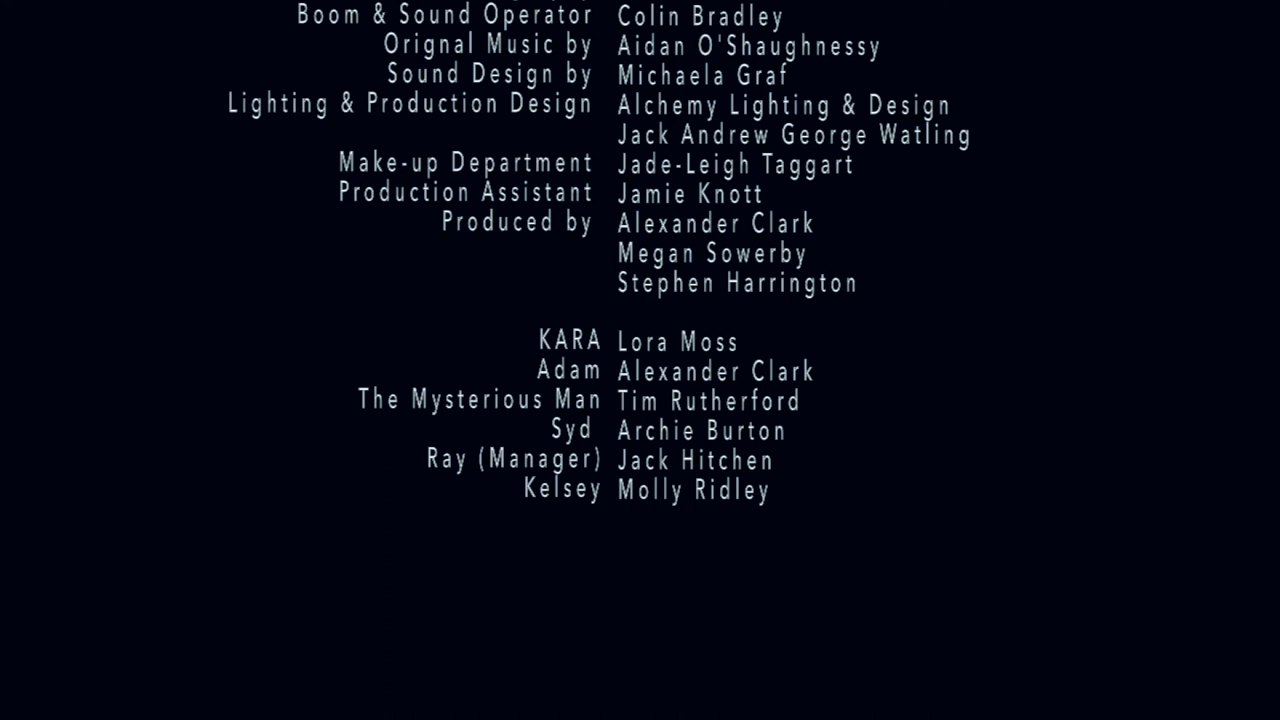 Boom & Sound Operator Colin Bradley
Orignal Music by Aidan O'Shaughnessy
Sound Design by Michaela Graf
Lighting & Production Design Alchemy Lighting & Design
Jack Andrew George Watling
Make-up Department Jade-Leigh Taggart
Production Assistant Jamie Knott
Produced by Alexander Clark
Megan Sowerby
Stephen Harrington
KARA Lora Moss
Adam Alexander Clark
The Mysterious Man Tim Rutherford
Syd Archie Burton
Ray (Manager) Jack Hitchen
Kelsey Molly Ridley